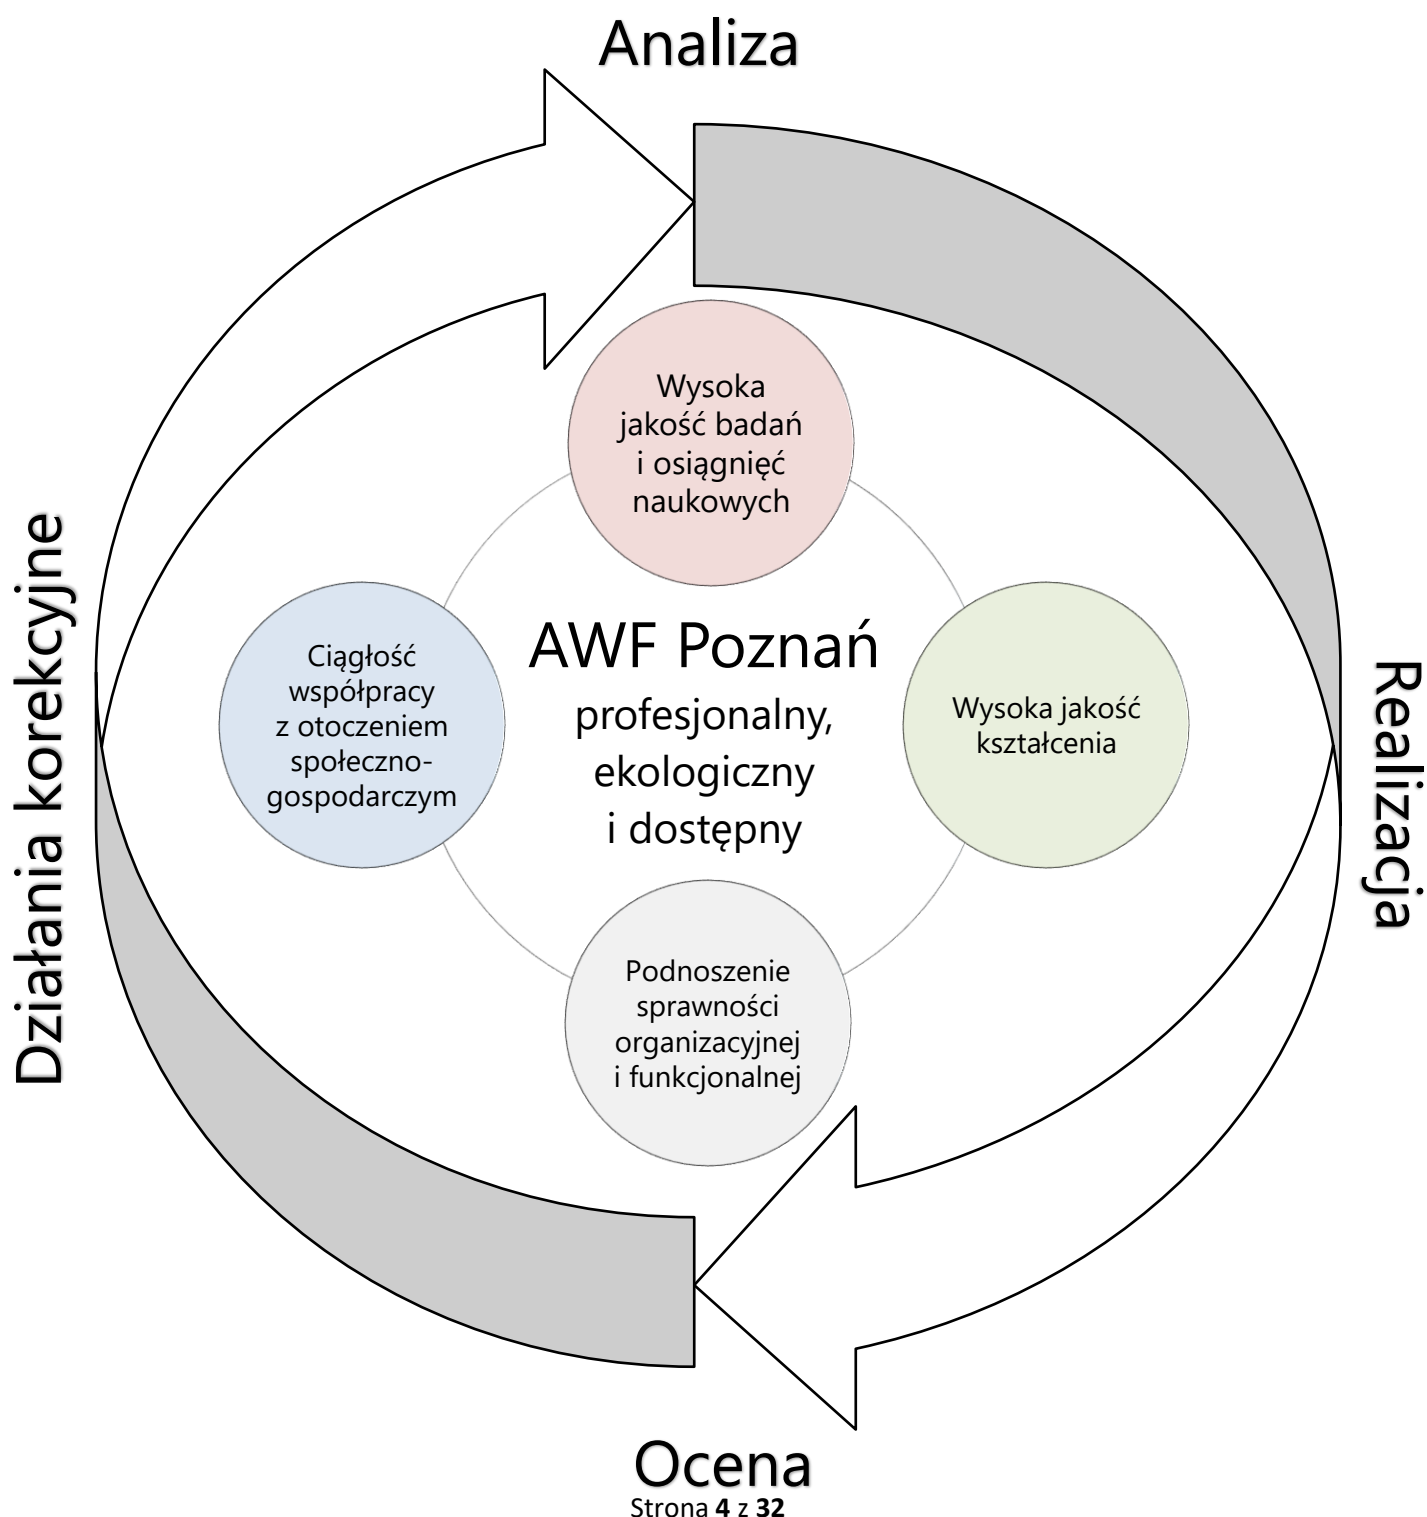 Analiza
Wysoka
jakość badań
i osiągnięć
naukowych
Działania korekcyjne
Ciągłość
współpracy
z otoczeniem
społeczno-
gospodarczym
AWF Poznań
profesjonalny,
ekologiczny
i dostępny
Wysoka jakość
kształcenia
Realizacja
Podnoszenie
sprawności
organizacyjnej
i funkcjonalnej
Ocena
Strona 4 z 32